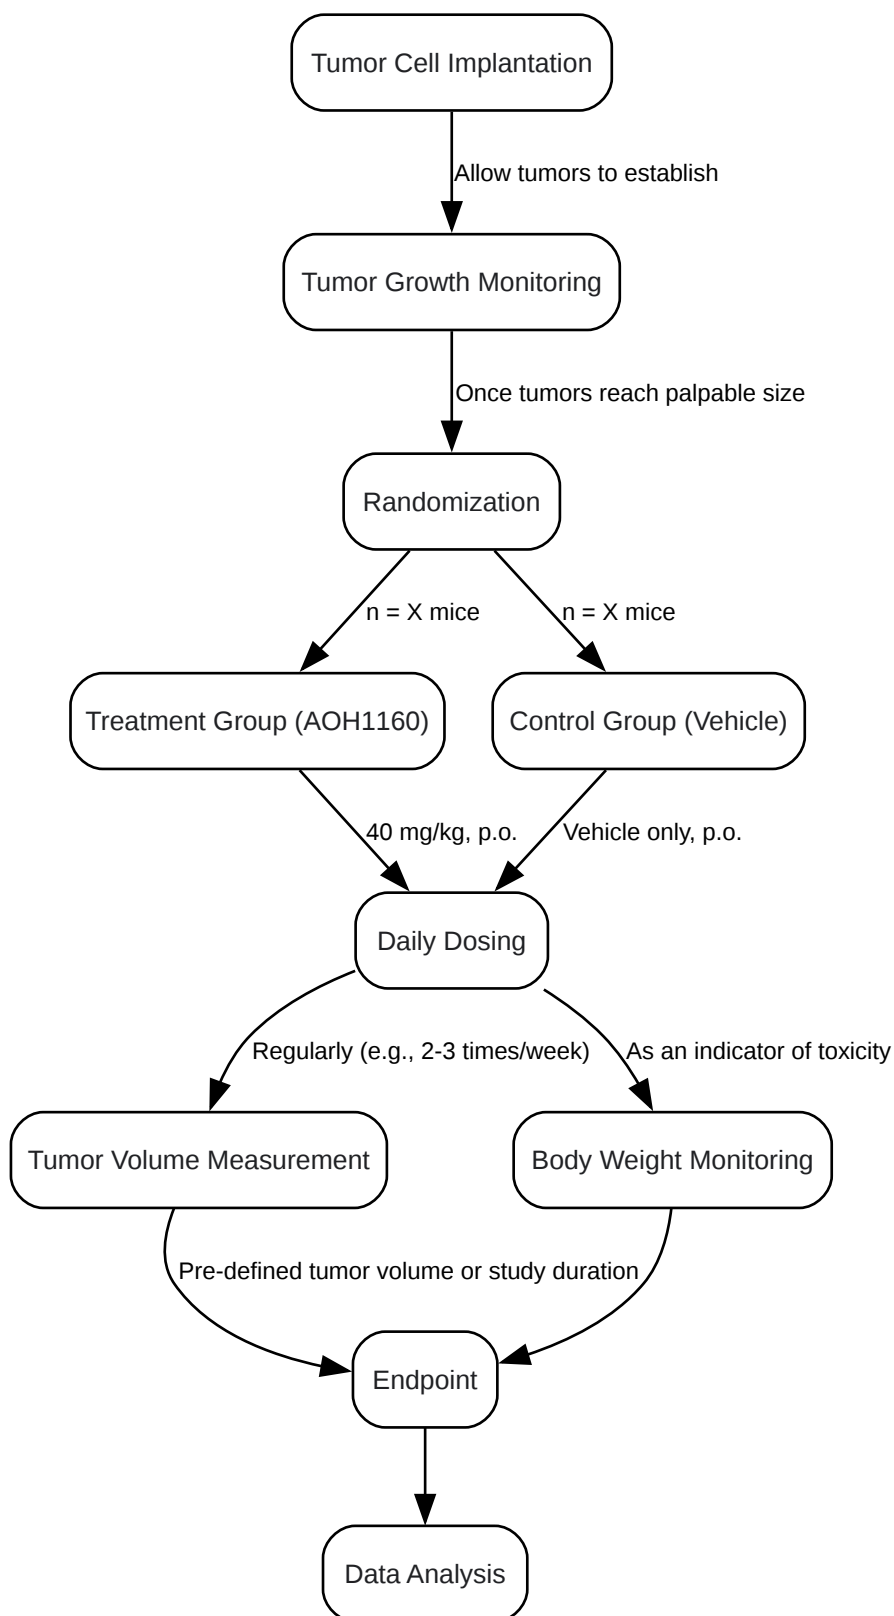 Tumor Cell Implantation
Allow tumors to establish
Tumor Growth Monitoring
Once tumors reach palpable size
Randomization
n = X mice
n = X mice
Treatment Group (AOH1160)
Control Group (Vehicle)
40 mg/kg, p.o.
Vehicle only, p.o.
Daily Dosing
Regularly (e.g., 2-3 times/week)
As an indicator of toxicity
Tumor Volume Measurement
Body Weight Monitoring
Pre-defined tumor volume or study duration
Endpoint
Data Analysis